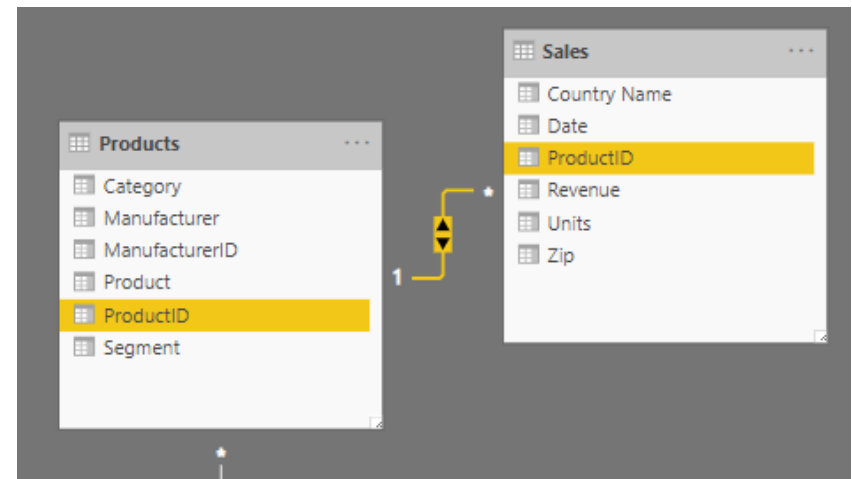 Products
Category
Manufacturer
ManufacturerID
Product
ProductID
Segment
*
1
*
Sales
Country Name
Date
ProductID
Revenue
Units
Zip